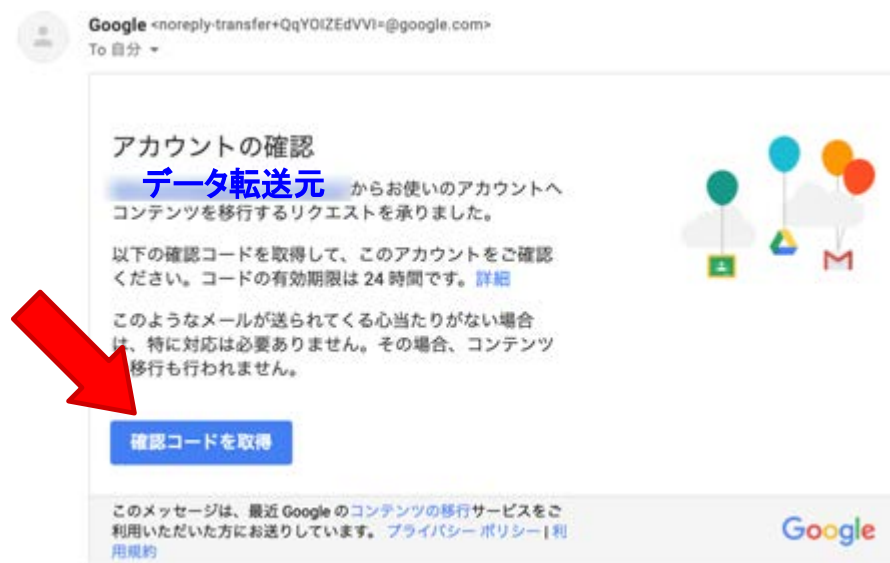 Google <noreply-transfer+QqYOIZEdVVI=@google.com>
To 自分
アカウントの確認
データ転送元 からお使いのアカウントへ
コンテンツを移行するリクエストを承りました。
以下の確認コードを取得して、このアカウントをご確認
ください。コードの有効期限は 24 時間です。詳細
このようなメールが送られてくる心当たりがない場合
は、特に対応は必要ありません。その場合、コンテンツ
移行も行われません。
確認コードを取得
このメッセージは、最近 Google のコンテンツの移行サービスをご
利用いただいた方にお送りしています。 プライバシー ポリシー | 利
用規約
Google